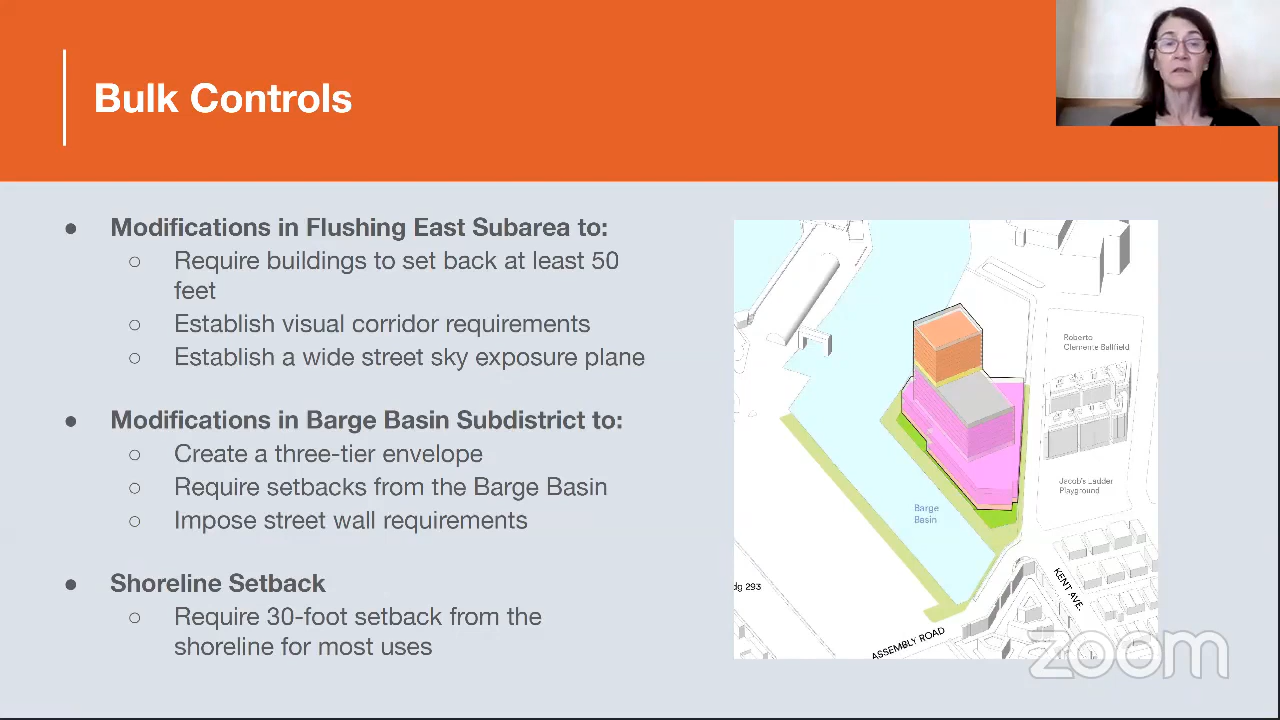 Bulk Controls
● Modifications in Flushing East Subarea to:
○ Require buildings to set back at least 50
feet
○ Establish visual corridor requirements
○ Establish a wide street sky exposure plane
● Modifications in Barge Basin Subdistrict to:
○ Create a three-tier envelope
○ Require setbacks from the Barge Basin
○ Impose street wall requirements
● Shoreline Setback
○ Require 30-foot setback from the
shoreline for most uses
Roberto
Clemente Ballfield
Jacob's Ladder
Playground
Barge
Basin
KENT AVE.
dg 293
ASSEMBLY ROAD
zoom